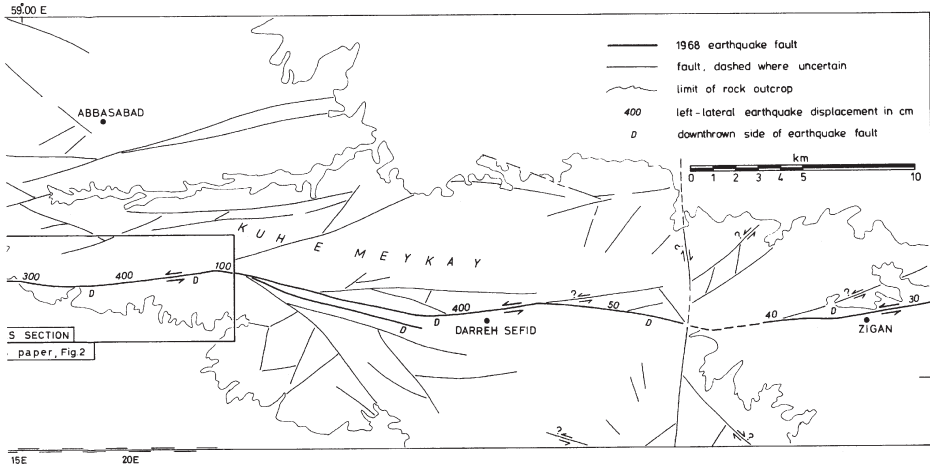 59.00 E
ABBASABAD
1968 earthquake fault
fault, dashed where uncertain
limit of rock outcrop
400 left-lateral earthquake displacement in cm
D downthrown side of earthquake fault
km
0 1 2 3 4 5 10
KUH E MEYKAY
?
?
?
300 400 D D 100
?
400 D D
?
50 D
40
?
D
30
DARREH SEFID
ZIGAN
S SECTION
paper, Fig.2
?
?
15E 20E